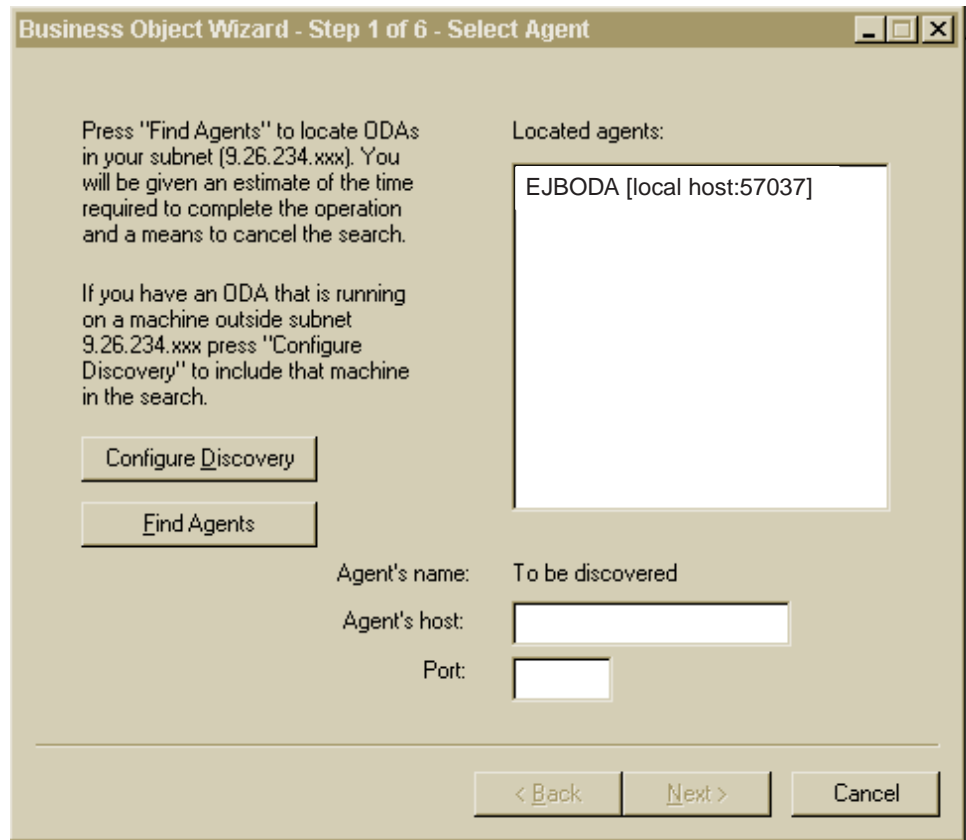 Business Object Wizard - Step 1 of 6 - Select Agent
Press "Find Agents" to locate ODAs
in your subnet (9.26.234.xxx). You
will be given an estimate of the time
required to complete the operation
and a means to cancel the search.
If you have an ODA that is running
on a machine outside subnet
9.26.234.xxx press "Configure
Discovery" to include that machine
in the search.
Configure Discovery
Find Agents
Located agents:
EJBODA [local host:57037]
Agent's name: To be discovered
Agent's host:
Port:
< Back Next > Cancel